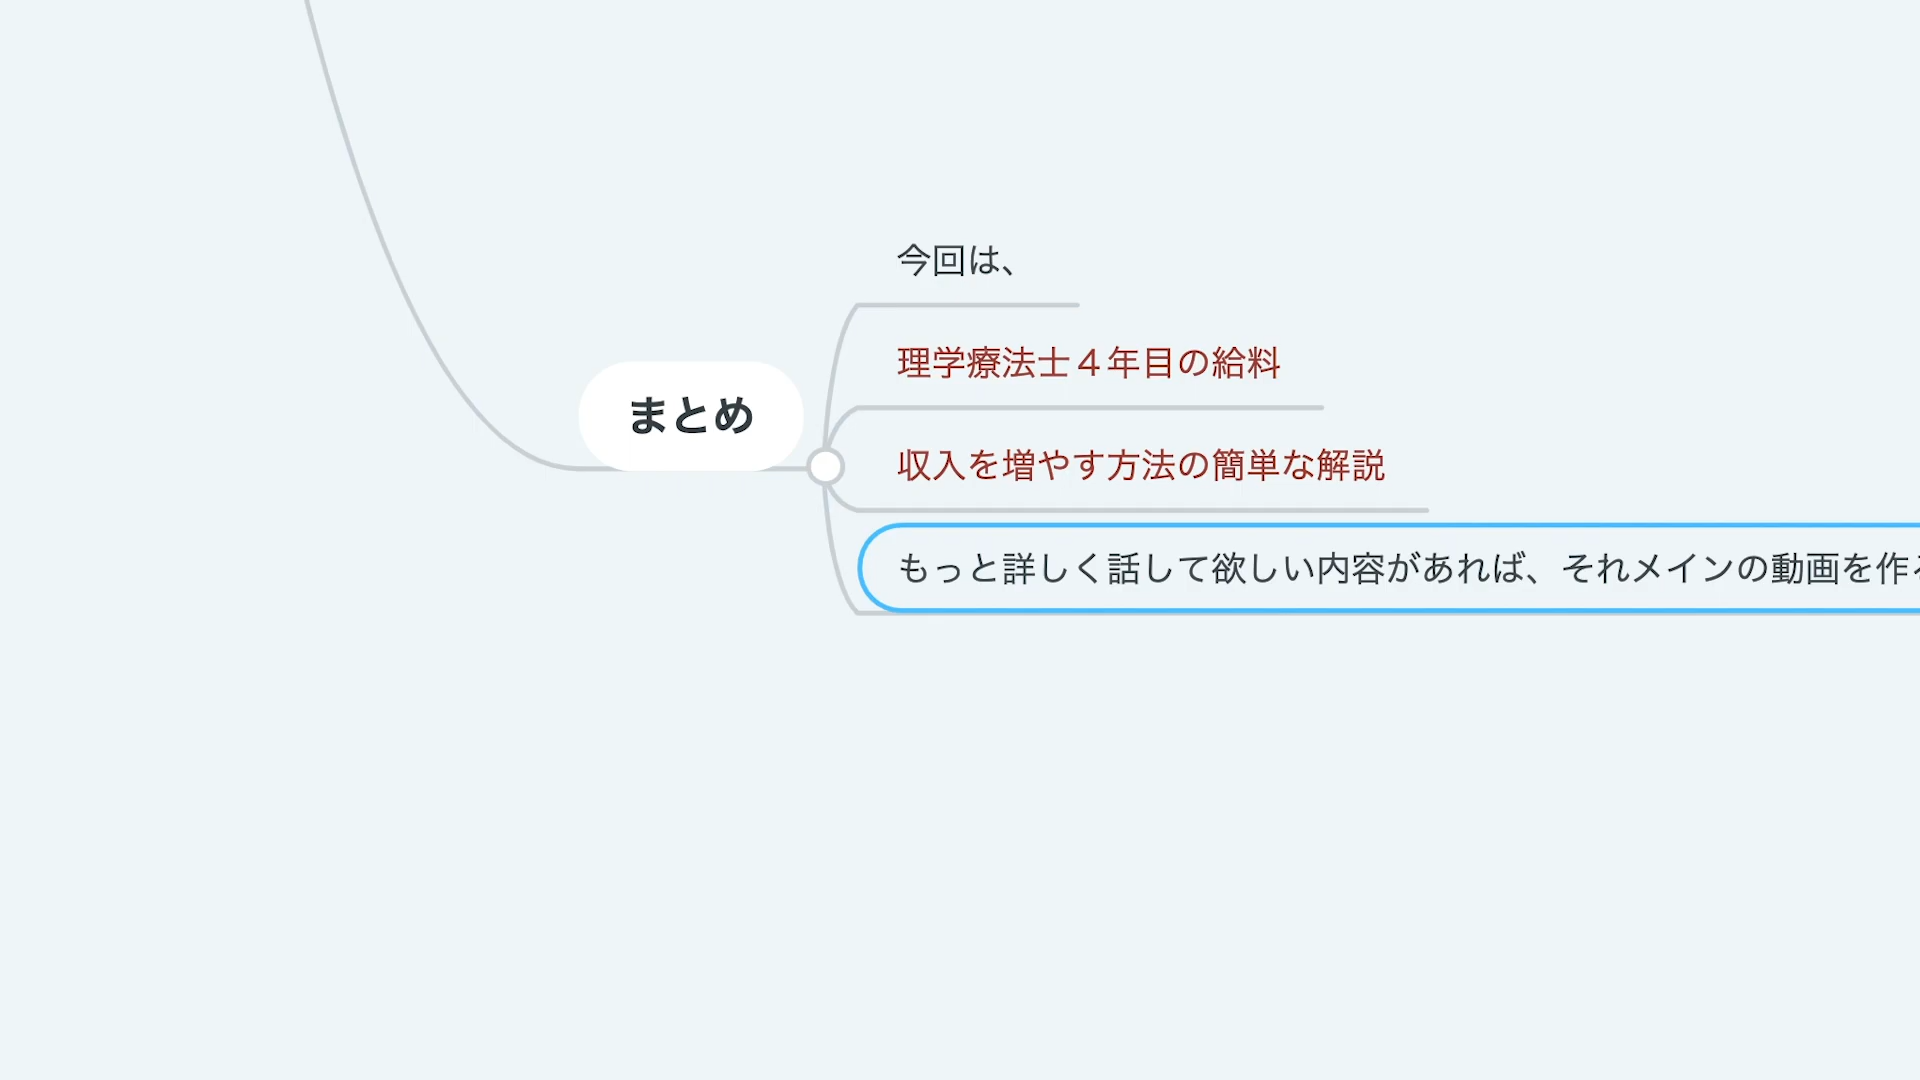 まとめ
今回は、
理学療法士４年目の給料
収入を増やす方法の簡単な解説
もっと詳しく話して欲しい内容があれば、それメインの動画を作